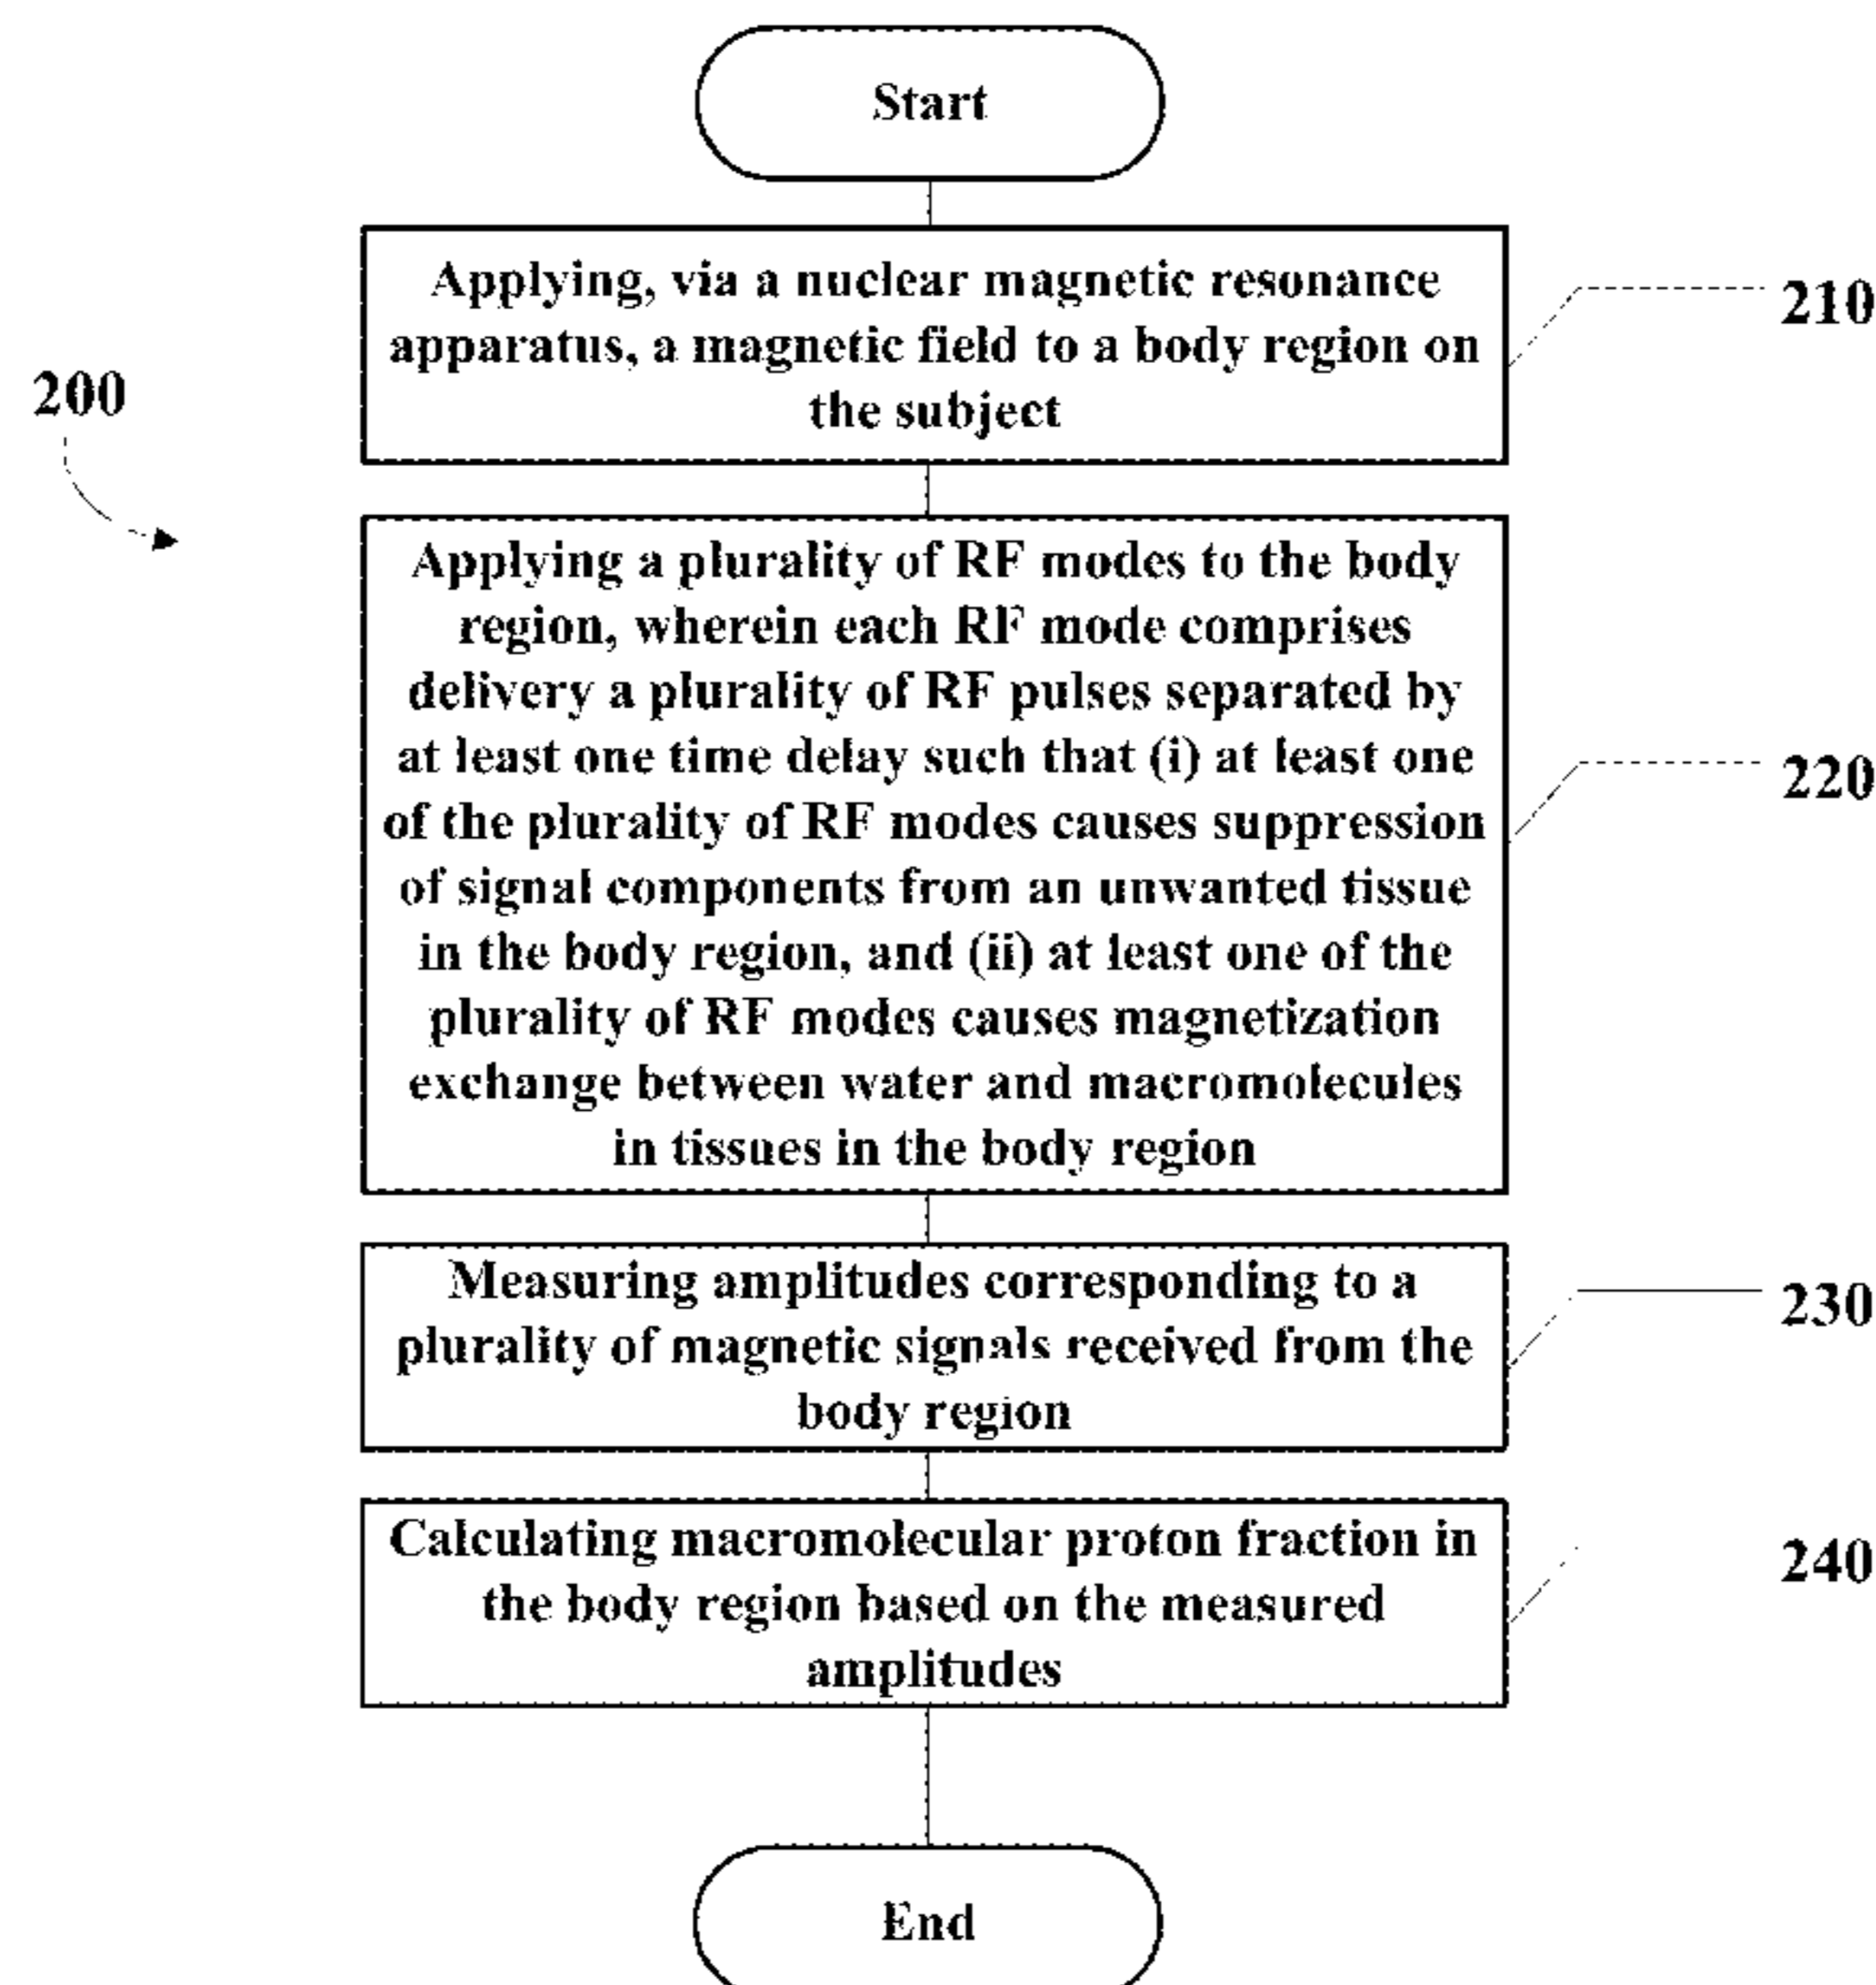 Start
Applying, via a nuclear magnetic resonance
apparatus, a magnetic field to a body region on
the subject
210
200
Applying a plurality of RF modes to the body
region, wherein each RF mode comprises
delivery a plurality of RF pulses separated by
at least one time delay such that (i) at least one
of the plurality of RF modes causes suppression
of signal components from an unwanted tissue
in the body region, and (ii) at least one of the
plurality of RF modes causes magnetization
exchange between water and macromolecules
in tissues in the body region
220
Measuring amplitudes corresponding to a
plurality of magnetic signals received from the
body region
230
Calculating macromolecular proton fraction in
the body region based on the measured
amplitudes
240
End